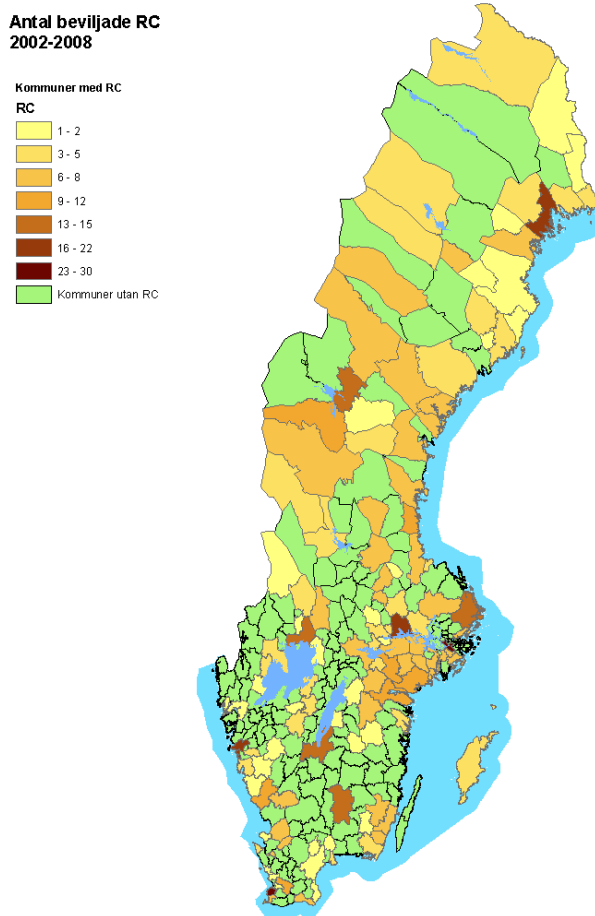 Antal beviljade RC
2002-2008
Kommuner med RC
RC
1 - 2
3 - 5
6 - 8
9 - 12
13 - 15
16 - 22
23 - 30
Kommuner utan RC